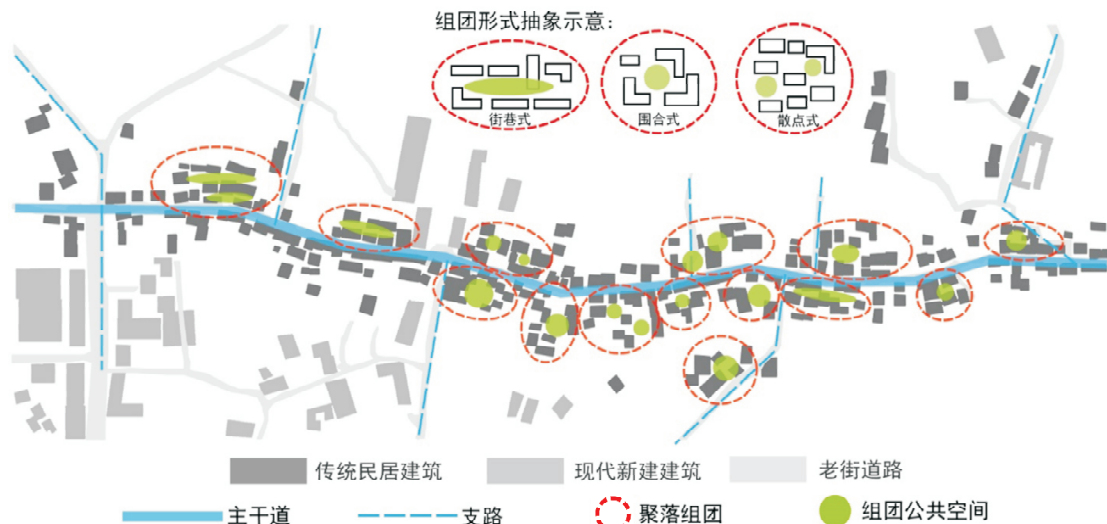 组团形式抽象示意：
街巷式
围合式
散点式
传统民居建筑
现代新建建筑
老街道路
主干道
支路
聚落组团
组团公共空间